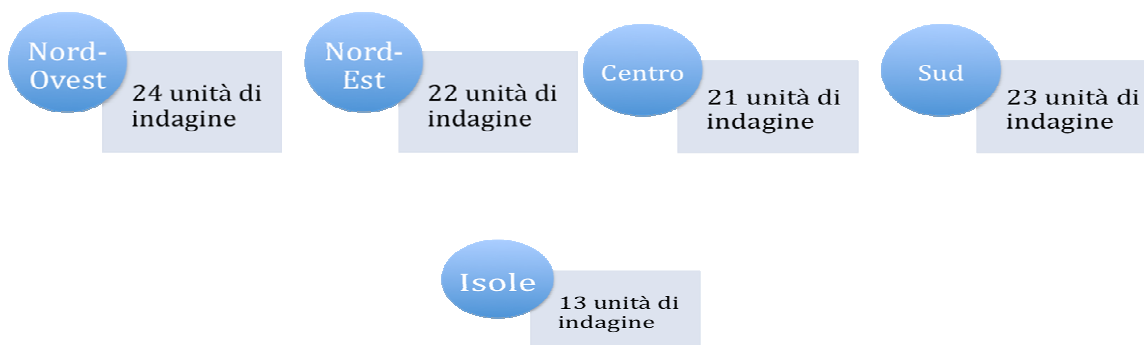 Nord-
Ovest
24 unità di
indagine
Nord-
Est
22 unità di
indagine
Centro
21 unità di
indagine
Sud
23 unità di
indagine
Isole
13 unità di
indagine